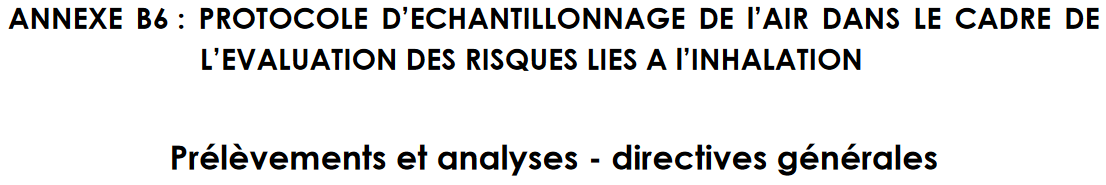 ANNEXE B6 : PROTOCOLE D’ECHANTILLONNAGE DE l’AIR DANS LE CADRE DE
L’EVALUATION DES RISQUES LIES A l’INHALATION
Prélèvements et analyses - directives générales